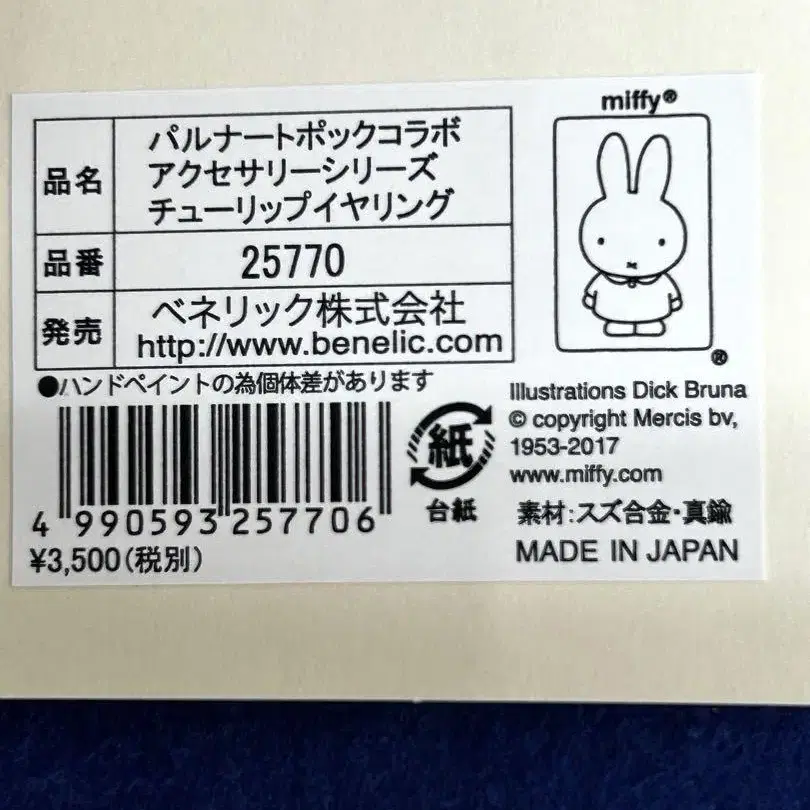 品名
パルナートポックコラボ
アクセサリーシリーズ
チューリップイヤリング
品番
25770
発売
ベネリック株式会社
http://www.benelic.com
●ハンドペイントの為個体差があります
4 990593 257706
¥3,500(税別)
紙
台紙
miffy®
®
Illustrations Dick Bruna
© copyright Mercis bv,
1953-2017
www.miffy.com
素材:スズ合金・真鍮
MADE IN JAPAN